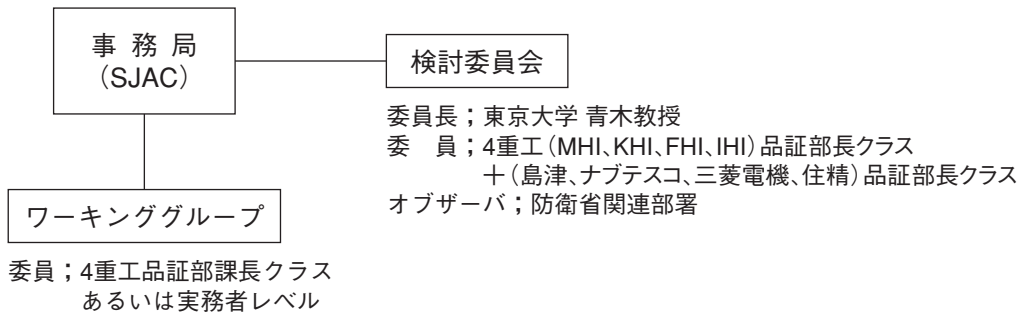 事務局
（SJAC）
検討委員会
委員長；東京大学 青木教授
委　員；4重工（MHI、KHI、FHI、IHI）品証部長クラス
＋（島津、ナブテスコ、三菱電機、住精）品証部長クラス
オブザーバ；防衛省関連部署
ワーキンググループ
委員；4重工品証部課長クラス
あるいは実務者レベル